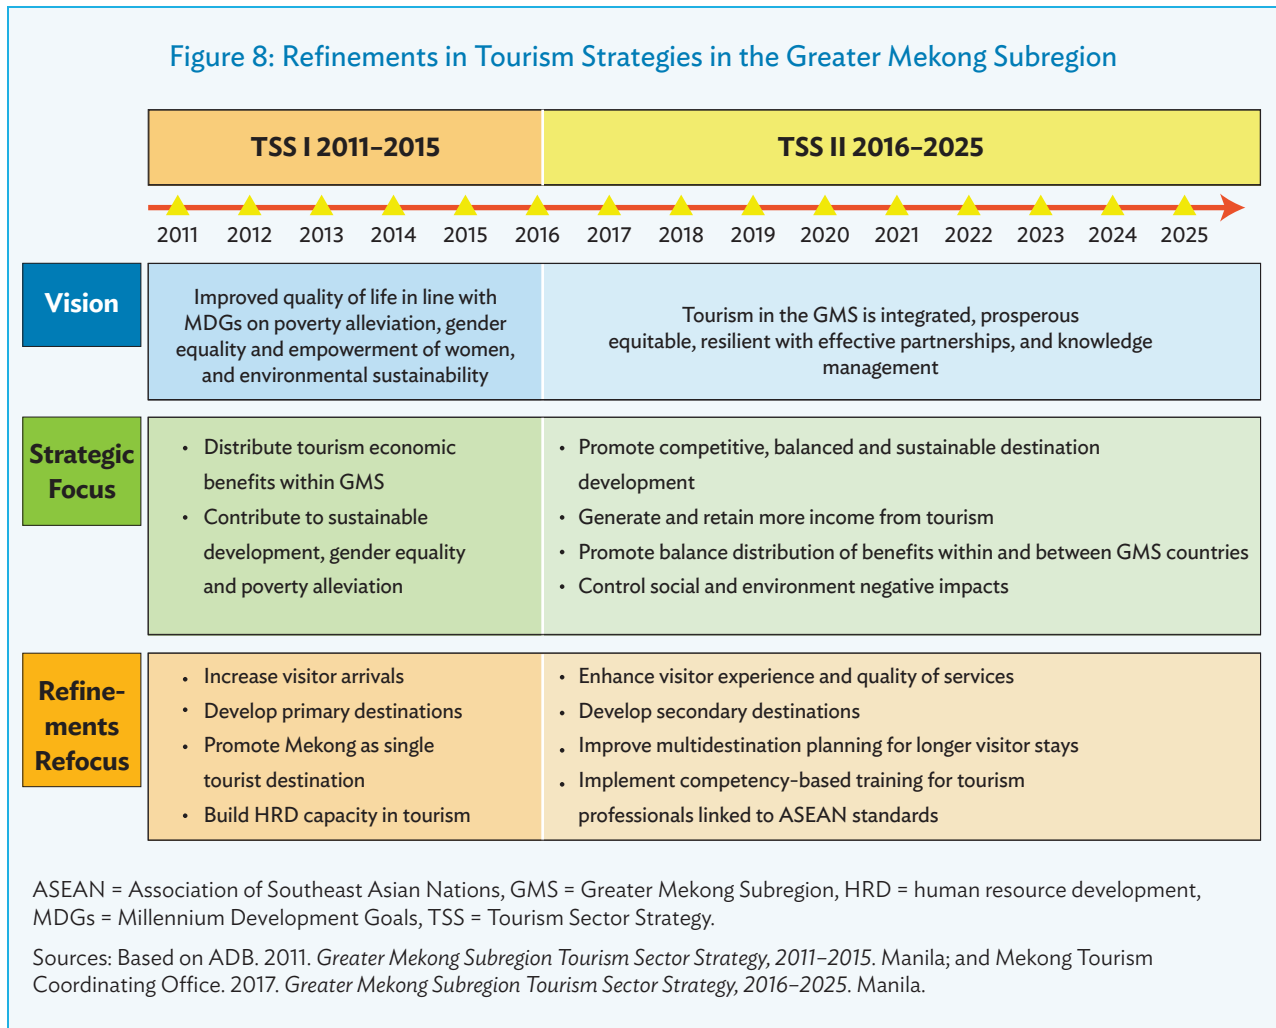 Figure 8: Refinements in Tourism Strategies in the Greater Mekong Subregion
TSS I 2011–2015
TSS II 2016–2025
2011 2012 2013 2014 2015 2016 2017 2018 2019 2020 2021 2022 2023 2024 2025
Vision
Improved quality of life in line with
MDGs on poverty alleviation, gender
equality and empowerment of women,
and environmental sustainability
Tourism in the GMS is integrated, prosperous
equitable, resilient with effective partnerships, and knowledge
management
Strategic
Focus
• Distribute tourism economic
benefits within GMS
• Contribute to sustainable
development, gender equality
and poverty alleviation
• Promote competitive, balanced and sustainable destination
development
• Generate and retain more income from tourism
• Promote balance distribution of benefits within and between GMS countries
• Control social and environment negative impacts
Refine-
ments
Refocus
• Increase visitor arrivals
• Develop primary destinations
• Promote Mekong as single
tourist destination
• Build HRD capacity in tourism
• Enhance visitor experience and quality of services
• Develop secondary destinations
• Improve multidestination planning for longer visitor stays
• Implement competency-based training for tourism
professionals linked to ASEAN standards
ASEAN = Association of Southeast Asian Nations, GMS = Greater Mekong Subregion, HRD = human resource development,
MDGs = Millennium Development Goals, TSS = Tourism Sector Strategy.
Sources: Based on ADB. 2011. Greater Mekong Subregion Tourism Sector Strategy, 2011–2015. Manila; and Mekong Tourism
Coordinating Office. 2017. Greater Mekong Subregion Tourism Sector Strategy, 2016–2025. Manila.